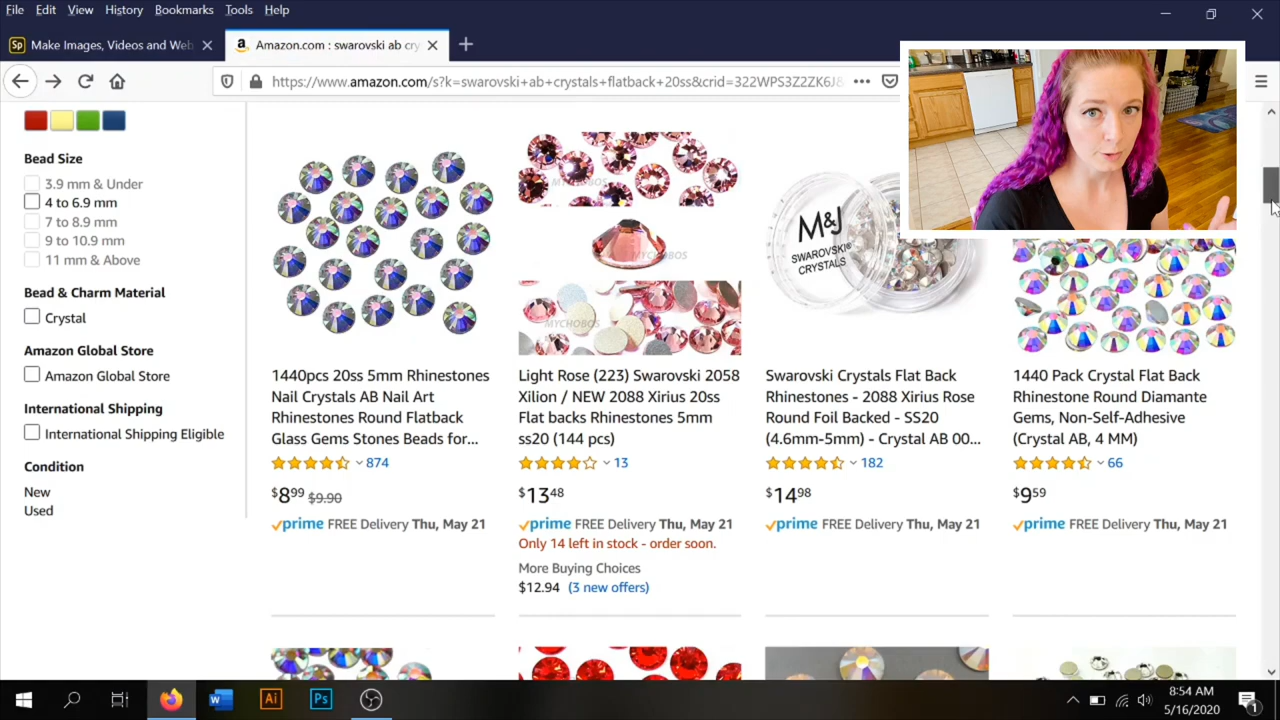 File Edit View History Bookmarks Tools Help
Make Images, Videos and Web
Amazon.com : swarovski ab cry
https://www.amazon.com/s?k=swarovski+ab+crystals+flatback+20ss&crid=322WPS3Z2ZK6J8
Bead Size
3.9 mm & Under
4 to 6.9 mm
7 to 8.9 mm
9 to 10.9 mm
11 mm & Above
Bead & Charm Material
Crystal
Amazon Global Store
Amazon Global Store
International Shipping
International Shipping Eligible
Condition
New
Used
1440pcs 20ss 5mm Rhinestones
Nail Crystals AB Nail Art
Rhinestones Round Flatback
Glass Gems Stones Beads for...
874
$8 99 $9.90
prime FREE Delivery Thu, May 21
MYCHOBOS
MYCHOBOS
MYCHOBOS
Light Rose (223) Swarovski 2058
Xilion / NEW 2088 Xirius 20ss
Flat backs Rhinestones 5mm
ss20 (144 pcs)
13
$13 48
prime FREE Delivery Thu, May 21
Only 14 left in stock - order soon.
More Buying Choices
$12.94 (3 new offers)
M&J
SWAROVSKI®
CRYSTALS
Swarovski Crystals Flat Back
Rhinestones - 2088 Xirius Rose
Round Foil Backed - SS20
(4.6mm-5mm) - Crystal AB 00...
182
$14 98
prime FREE Delivery Thu, May 21
1440 Pack Crystal Flat Back
Rhinestone Round Diamante
Gems, Non-Self-Adhesive
(Crystal AB, 4 MM)
66
$9 59
prime FREE Delivery Thu, May 21
8:54 AM
5/16/2020